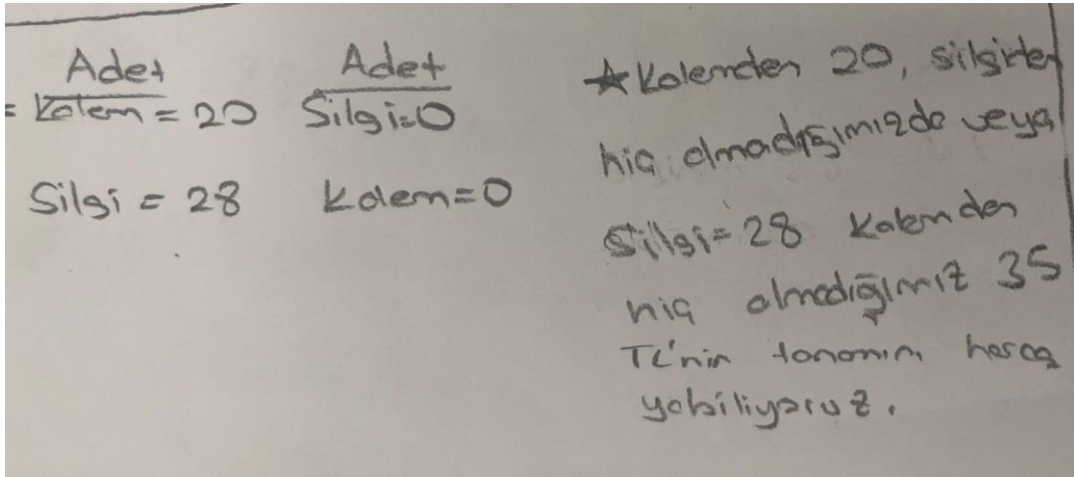 Adet Adet
= Kalem = 20 Silgi=0
Silgi = 28 Kalem=0
★ Kalemden 20, silgiden
hiç almadığımızda veya
Silgi= 28 Kalemden
hiç almadığımız 35
TL'nin tamamını harca
yabiliyoruz.